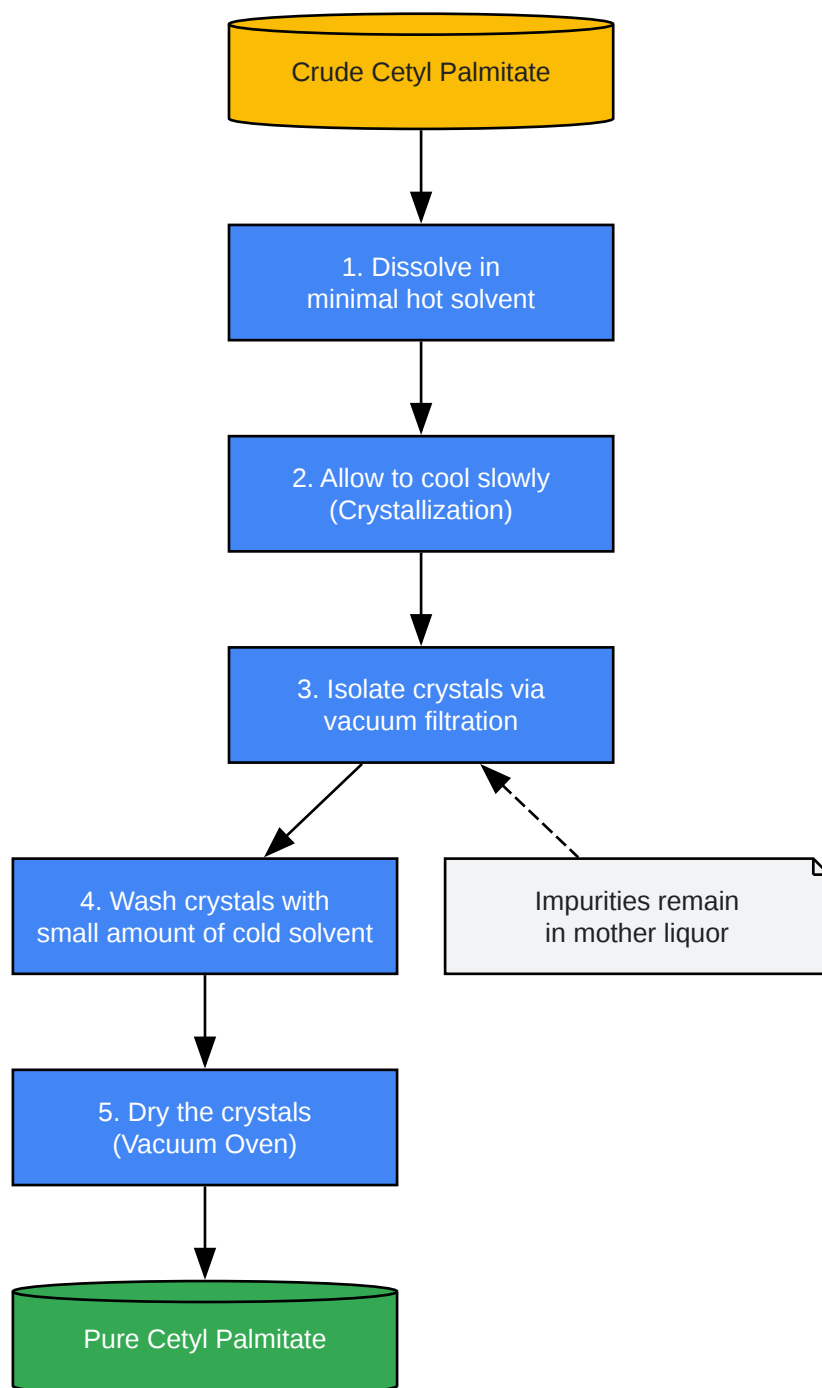 Crude Cetyl Palmitate
1. Dissolve in
minimal hot solvent
2. Allow to cool slowly
(Crystallization)
3. Isolate crystals via
vacuum filtration
4. Wash crystals with
small amount of cold solvent
Impurities remain
in mother liquor
5. Dry the crystals
(Vacuum Oven)
Pure Cetyl Palmitate